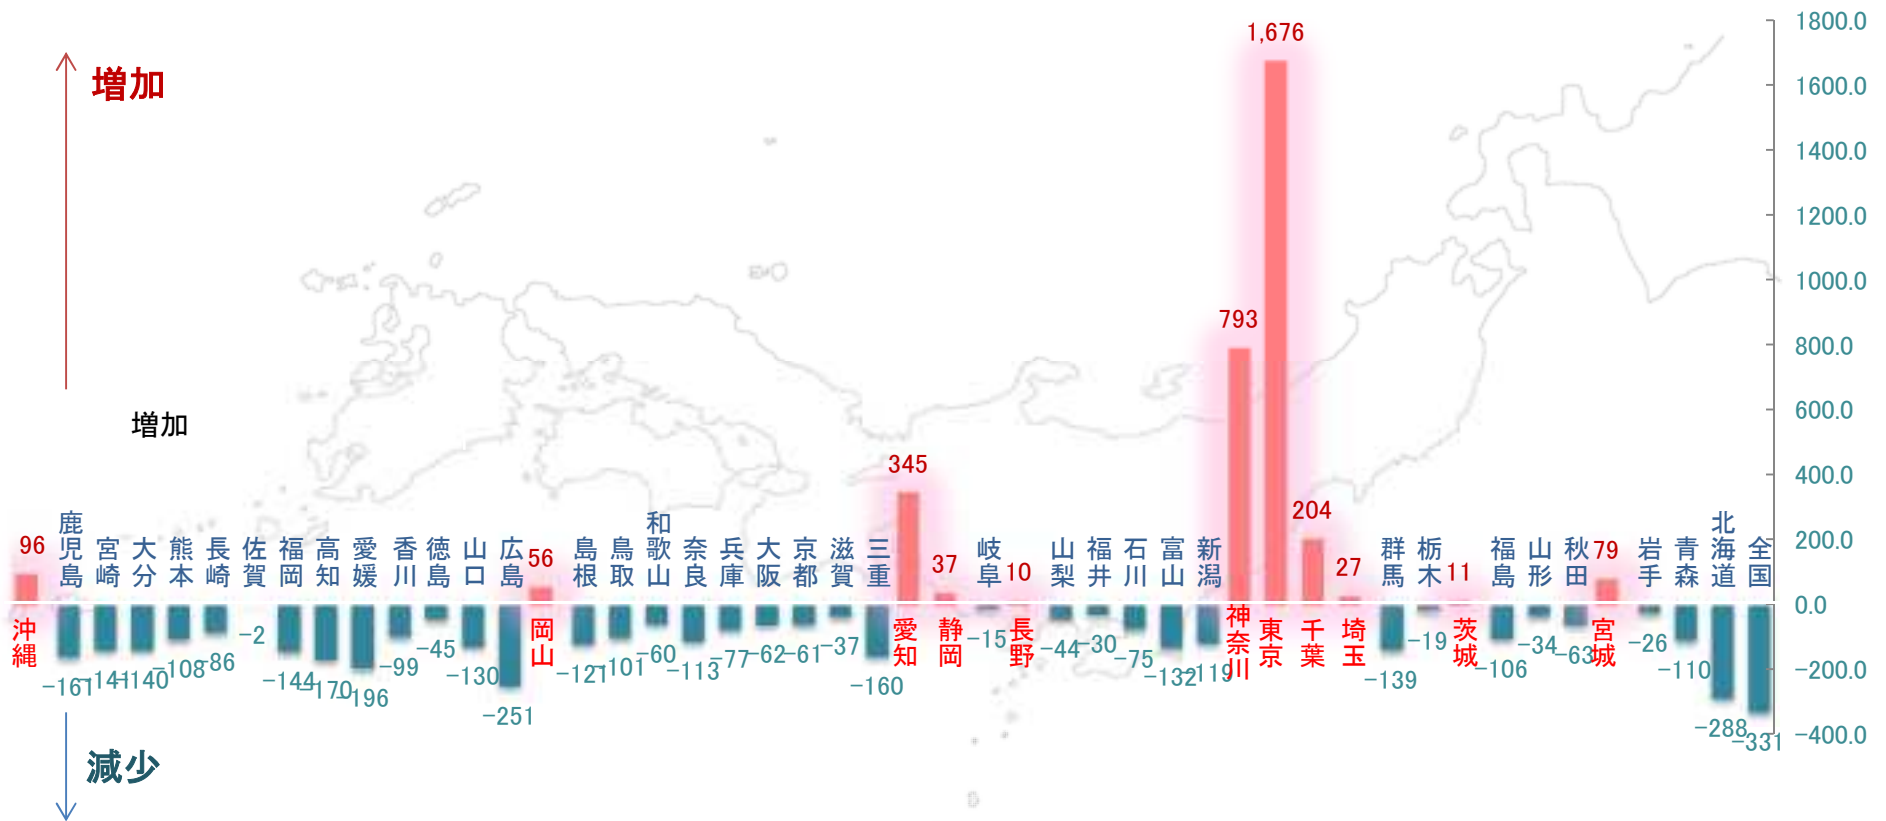 1800.0
1600.0
1400.0
1200.0
1000.0
800.0
600.0
400.0
200.0
0.0
-200.0
-400.0
増加
増加
減少
沖縄 96
鹿児島 -161
宮崎 -141
大分 -140
熊本 -108
長崎 -86
佐賀 -2
福岡 -144
高知 -170
愛媛 -196
香川 -99
徳島 -45
山口 -130
広島 -251
岡山 56
島根 -121
鳥取 -101
和歌山 -60
奈良 -113
兵庫 -77
大阪 -62
京都 -61
滋賀 -37
三重 -160
愛知 345
静岡 37
岐阜 -15
長野 10
山梨 -44
福井 -30
石川 -75
富山 -132
新潟 -119
神奈川 793
東京 1,676
千葉 204
埼玉 27
群馬 -139
栃木 -19
茨城 11
福島 -106
山形 -34
秋田 -63
宮城 79
岩手 -26
青森 -110
北海道 -288
全国 -331